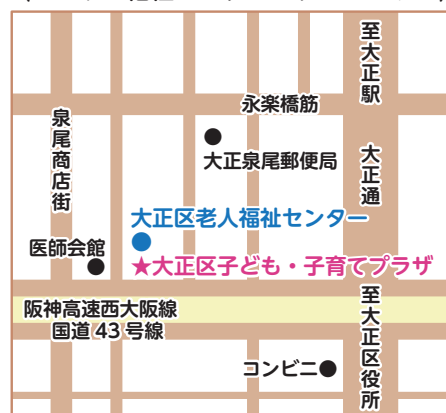 至大正駅
永楽橋筋
泉尾商店街
大正泉尾郵便局
大正通
大正区老人福祉センター
医師会館
★大正区子ども・子育てプラザ
阪神高速西大阪線
国道43号線
至大正区役所
コンビニ